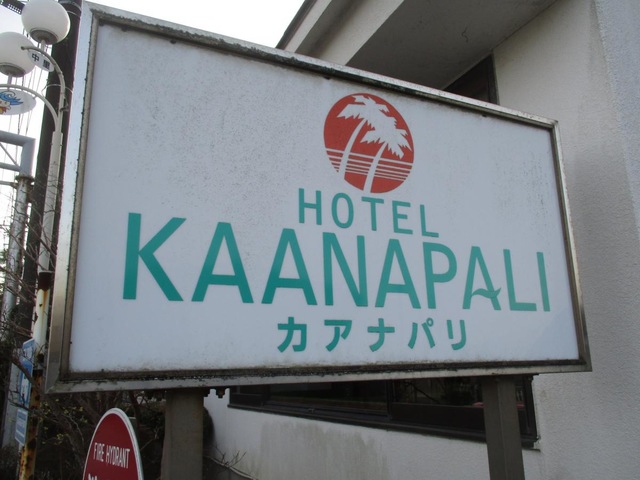 HOTEL
KAANAPALI
カアナパリ
FIRE HYDRANT